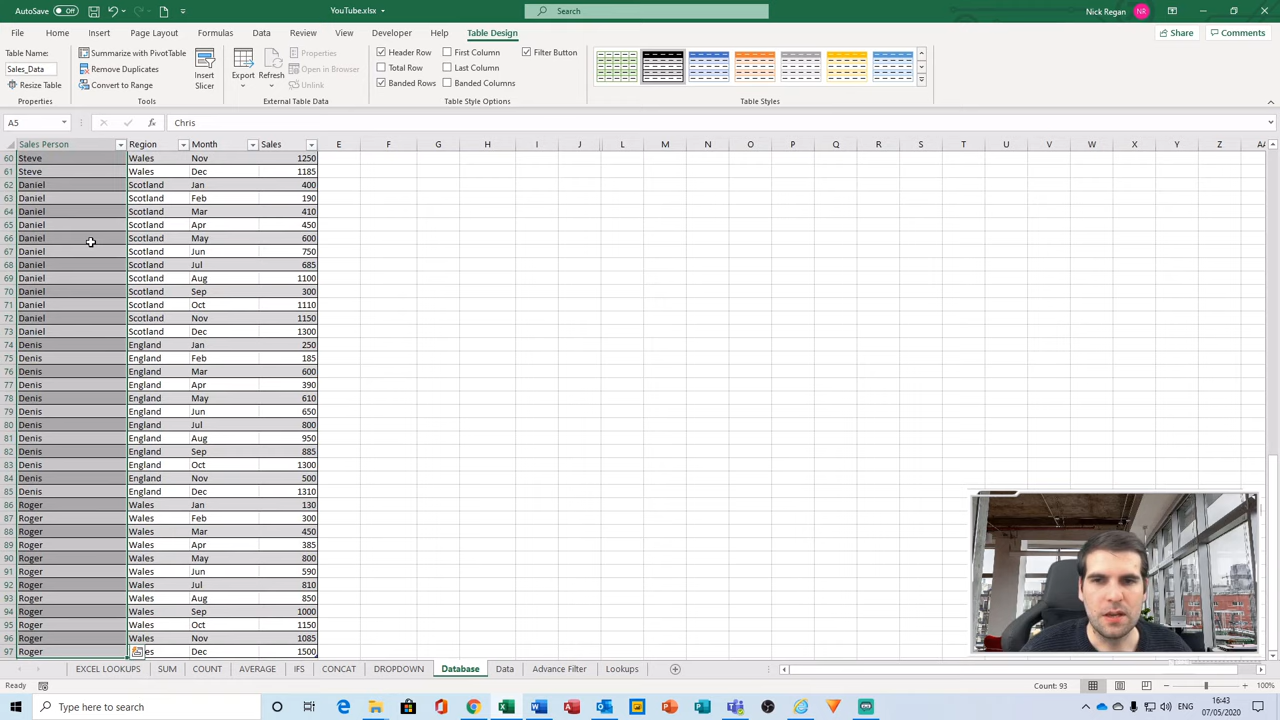 AutoSave Off YouTube.xlsx Search Nick Regan NR
File Home Insert Page Layout Formulas Data Review View Developer Help Table Design Share Comments
Table Name: Summarize with PivotTable Properties Header Row First Column Filter Button
Sales_Data Remove Duplicates Open in Browser Total Row Last Column
Resize Table Convert to Range Insert Slicer Export Refresh Unlink Banded Rows Banded Columns
Properties Tools External Table Data Table Style Options Table Styles
A5 fx Chris
Sales Person Region Month Sales E F G H I J L M N O P Q R S T U V W X Y Z AA
60 Steve Wales Nov 1250
61 Steve Wales Dec 1185
62 Daniel Scotland Jan 400
63 Daniel Scotland Feb 190
64 Daniel Scotland Mar 410
65 Daniel Scotland Apr 450
66 Daniel Scotland May 600
67 Daniel Scotland Jun 750
68 Daniel Scotland Jul 685
69 Daniel Scotland Aug 1100
70 Daniel Scotland Sep 300
71 Daniel Scotland Oct 1110
72 Daniel Scotland Nov 1150
73 Daniel Scotland Dec 1300
74 Denis England Jan 250
75 Denis England Feb 185
76 Denis England Mar 600
77 Denis England Apr 390
78 Denis England May 610
79 Denis England Jun 650
80 Denis England Jul 800
81 Denis England Aug 950
82 Denis England Sep 885
83 Denis England Oct 1300
84 Denis England Nov 500
85 Denis England Dec 1310
86 Roger Wales Jan 130
87 Roger Wales Feb 300
88 Roger Wales Mar 450
89 Roger Wales Apr 385
90 Roger Wales May 800
91 Roger Wales Jun 590
92 Roger Wales Jul 810
93 Roger Wales Aug 850
94 Roger Wales Sep 1000
95 Roger Wales Oct 1150
96 Roger Wales Nov 1085
97 Roger es Dec 1500
EXCEL LOOKUPS SUM COUNT AVERAGE IFS CONCAT DROPDOWN Database Data Advance Filter Lookups
Ready Count: 93 100%
Type here to search 16:43
07/05/2020